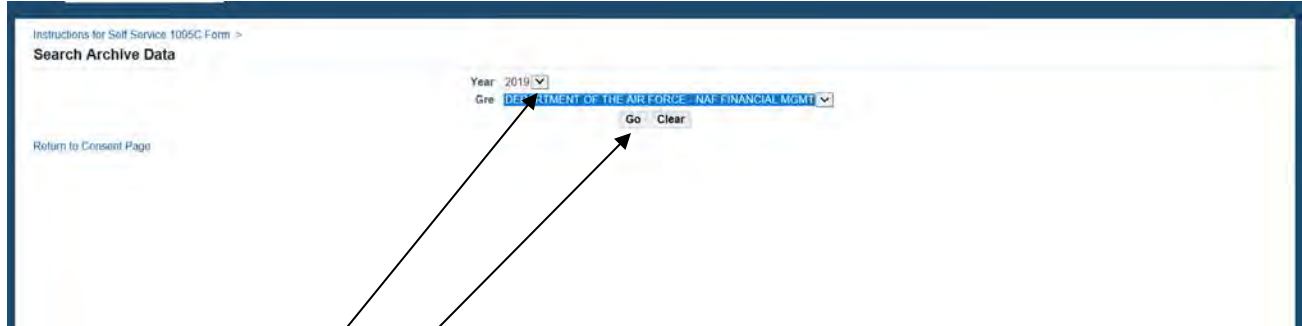 Instructions for Self Service 1095C Form >
Search Archive Data
Year 2019
Gre DEPARTMENT OF THE AIR FORCE - NAF FINANCIAL MGMT
Go Clear
Return to Consent Page